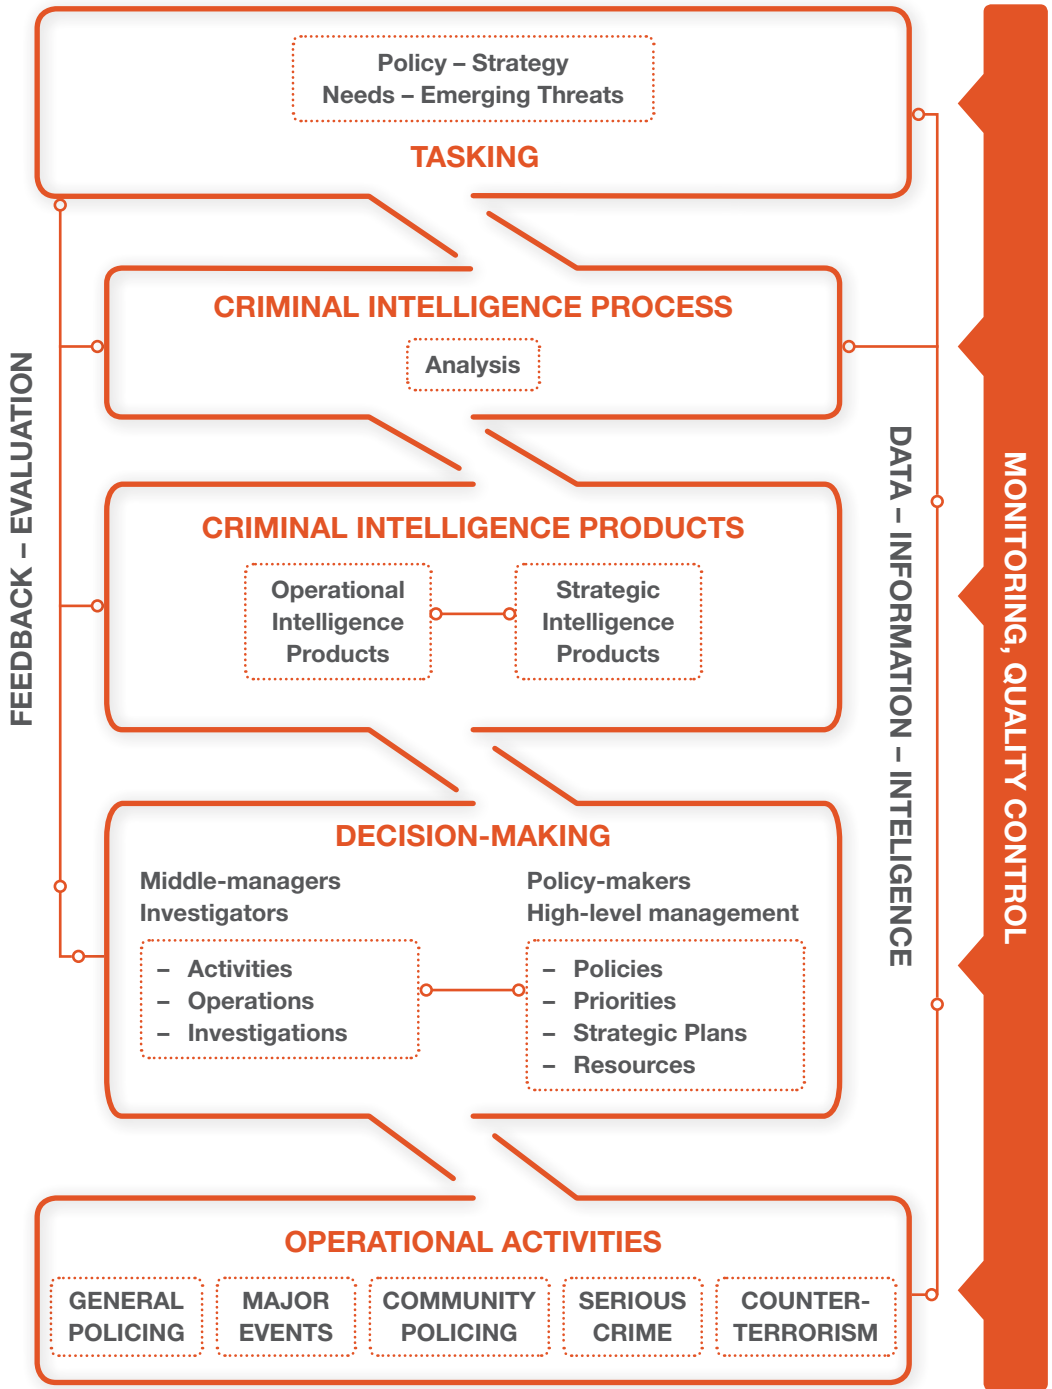 Policy – Strategy
Needs – Emerging Threats
TASKING
CRIMINAL INTELLIGENCE PROCESS
Analysis
CRIMINAL INTELLIGENCE PRODUCTS
Operational
Intelligence
Products
Strategic
Intelligence
Products
DECISION-MAKING
Middle-managers
Investigators
– Activities
– Operations
– Investigations
Policy-makers
High-level management
– Policies
– Priorities
– Strategic Plans
– Resources
OPERATIONAL ACTIVITIES
GENERAL
POLICING
MAJOR
EVENTS
COMMUNITY
POLICING
SERIOUS
CRIME
COUNTER-
TERRORISM
FEEDBACK – EVALUATION
DATA – INFORMATION – INTELIGENCE
MONITORING, QUALITY CONTROL